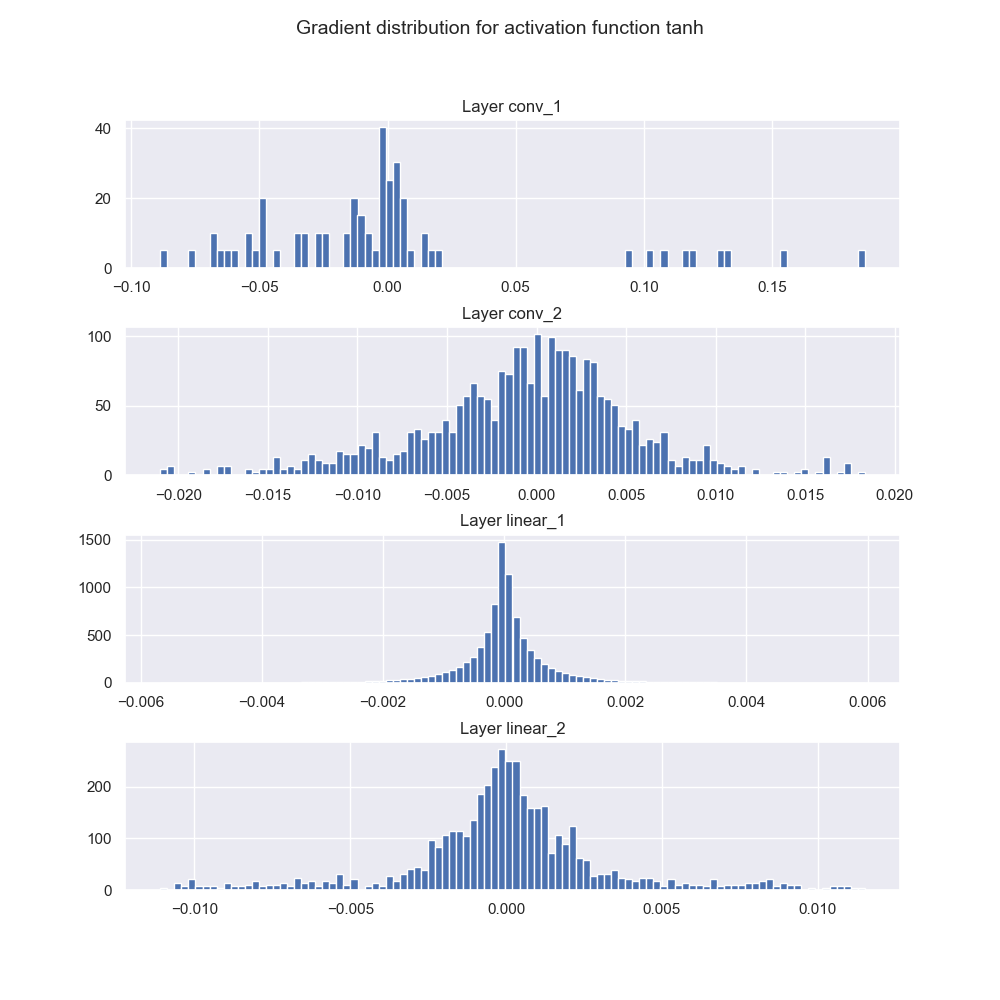 Gradient distribution for activation function tanh
Layer conv_1
40
20
0
−0.10 −0.05 0.00 0.05 0.10 0.15
Layer conv_2
100
50
0
−0.020 −0.015 −0.010 −0.005 0.000 0.005 0.010 0.015 0.020
Layer linear_1
1500
1000
500
0
−0.006 −0.004 −0.002 0.000 0.002 0.004 0.006
Layer linear_2
200
100
0
−0.010 −0.005 0.000 0.005 0.010